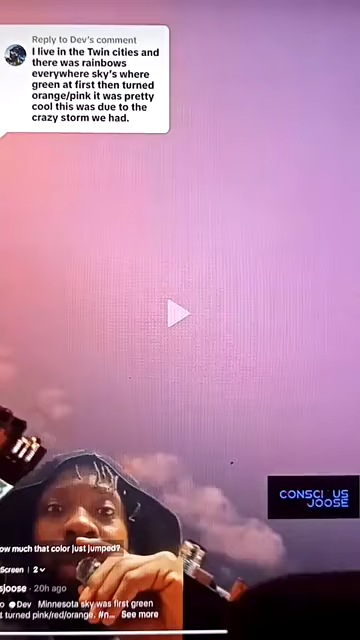 Reply to Dev's comment
I live in the Twin cities and
there was rainbows
everywhere sky's where
green at first then turned
orange/pink it was pretty
cool this was due to the
crazy storm we had.
CONSCI US
JOOSE
ow much that color just jumped?
Screen | 2
sjoose · 20h ago
o @Dev Minnesota sky was first green
t turned pink/red/orange. #n... See more